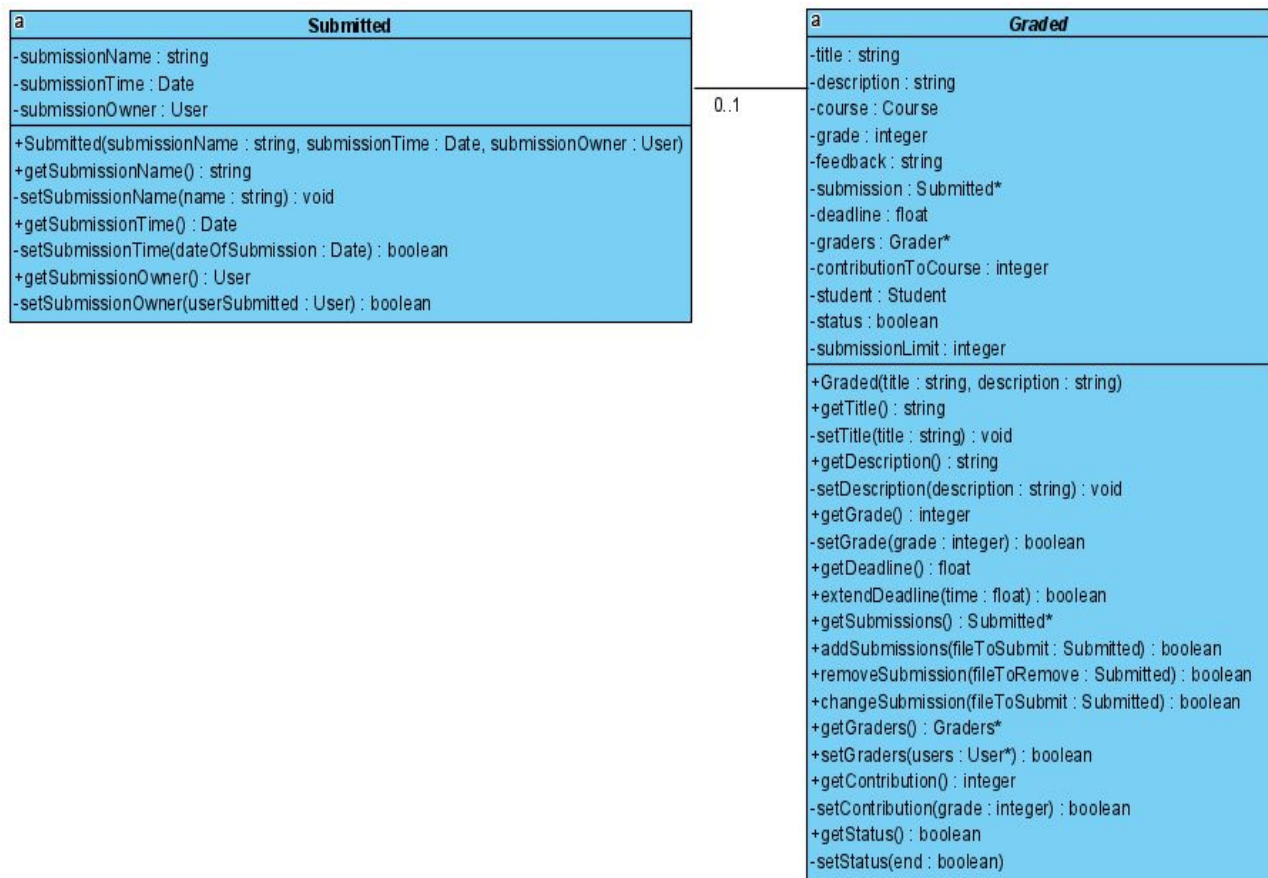 a
Submitted
-submissionName : string
-submissionTime : Date
-submissionOwner : User
+Submitted(submissionName : string, submissionTime : Date, submissionOwner : User)
+getSubmissionName() : string
-setSubmissionName(name : string) : void
+getSubmissionTime() : Date
-setSubmissionTime(dateOfSubmission : Date) : boolean
+getSubmissionOwner() : User
-setSubmissionOwner(userSubmitted : User) : boolean
0..1
a
Graded
-title : string
-description : string
-course : Course
-grade : integer
-feedback : string
-submission : Submitted*
-deadline : float
-graders : Grader*
-contributionToCourse : integer
-student : Student
-status : boolean
-submissionLimit : integer
+Graded(title : string, description : string)
+getTitle() : string
-setTitle(title : string) : void
+getDescription() : string
-setDescription(description : string) : void
+getGrade() : integer
-setGrade(grade : integer) : boolean
+getDeadline() : float
+extendDeadline(time : float) : boolean
+getSubmissions() : Submitted*
+addSubmissions(fileToSubmit : Submitted) : boolean
+removeSubmission(fileToRemove : Submitted) : boolean
+changeSubmission(fileToSubmit : Submitted) : boolean
+getGraders() : Graders*
+setGraders(users : User*) : boolean
+getContribution() : integer
-setContribution(grade : integer) : boolean
+getStatus() : boolean
-setStatus(end : boolean)